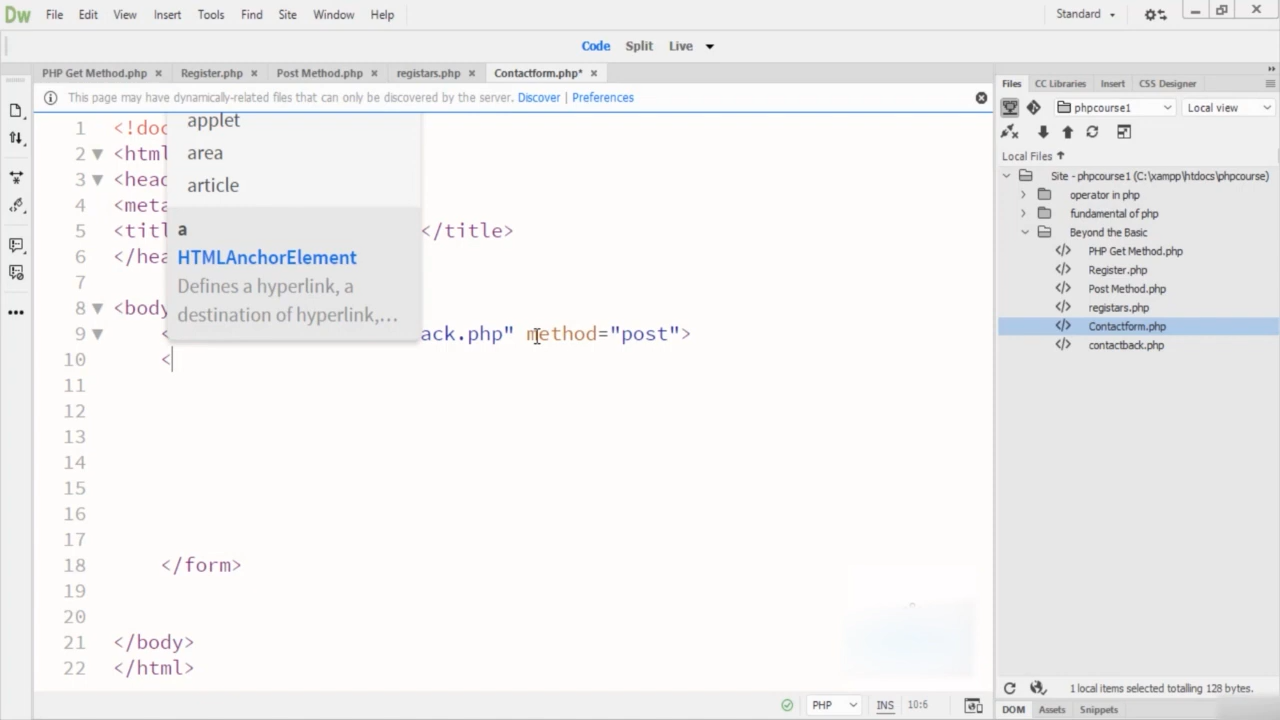 Dw File Edit View Insert Tools Find Site Window Help Standard
Code Split Live
PHP Get Method.php Register.php Post Method.php registars.php Contactform.php*
This page may have dynamically-related files that can only be discovered by the server. Discover | Preferences
applet
area
article
a
HTMLAnchorElement
Defines a hyperlink, a
destination of hyperlink,...
1 <!doc
2 <html
3 <head
4 <meta
5 <titl </title>
6 </hea
7
8 <body
9 < ack.php" method="post">
10 <
11
12
13
14
15
16
17
18 </form>
19
20
21 </body>
22 </html>
PHP INS 10:6
Files CC Libraries Insert CSS Designer
phpcourse1 Local view
Local Files
Site - phpcourse1 (C:\xampp\htdocs\phpcourse)
operator in php
fundamental of php
Beyond the Basic
PHP Get Method.php
Register.php
Post Method.php
registars.php
Contactform.php
contactback.php
1 local items selected totalling 128 bytes.
DOM Assets Snippets